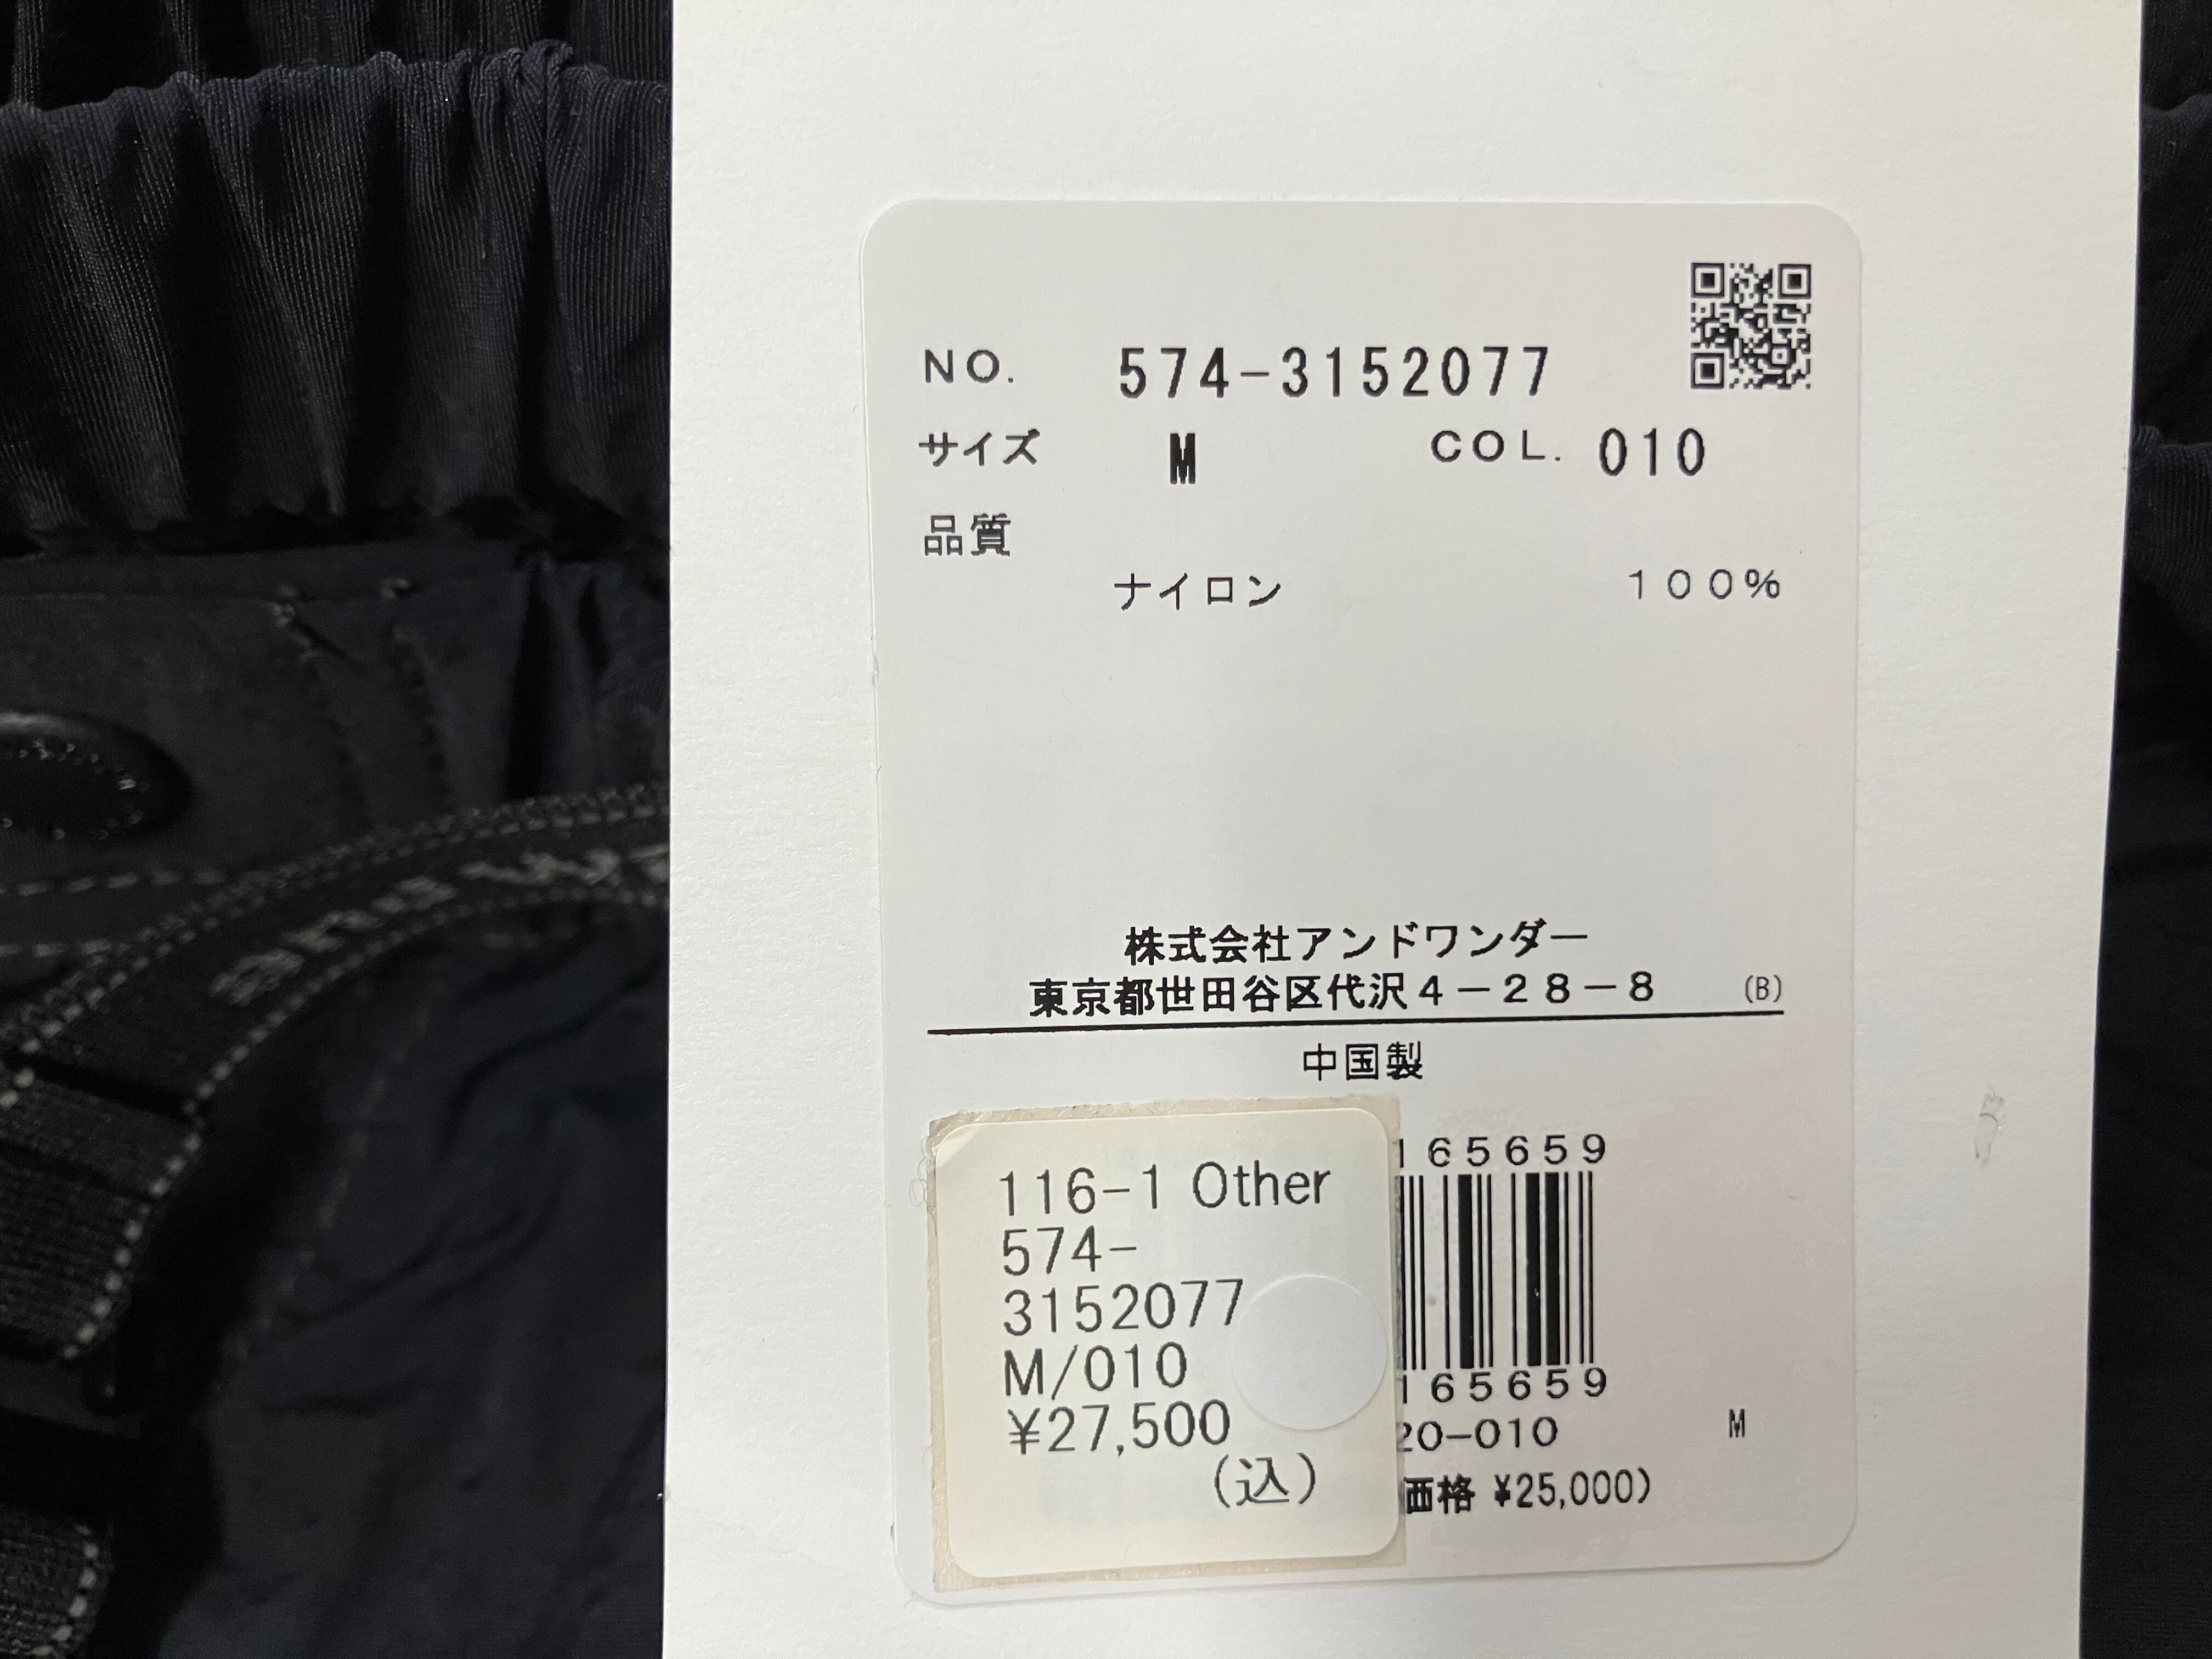 NO. 574-3152077
サイズ M COL. 010
品質
ナイロン 100%
株式会社アンドワンダー
東京都世田谷区代沢4-28-8 (B)
中国製
116-1 Other
574-
3152077
M/010
¥27,500
(込)
165659
165659
20-010 M
価格 ¥25,000)
and